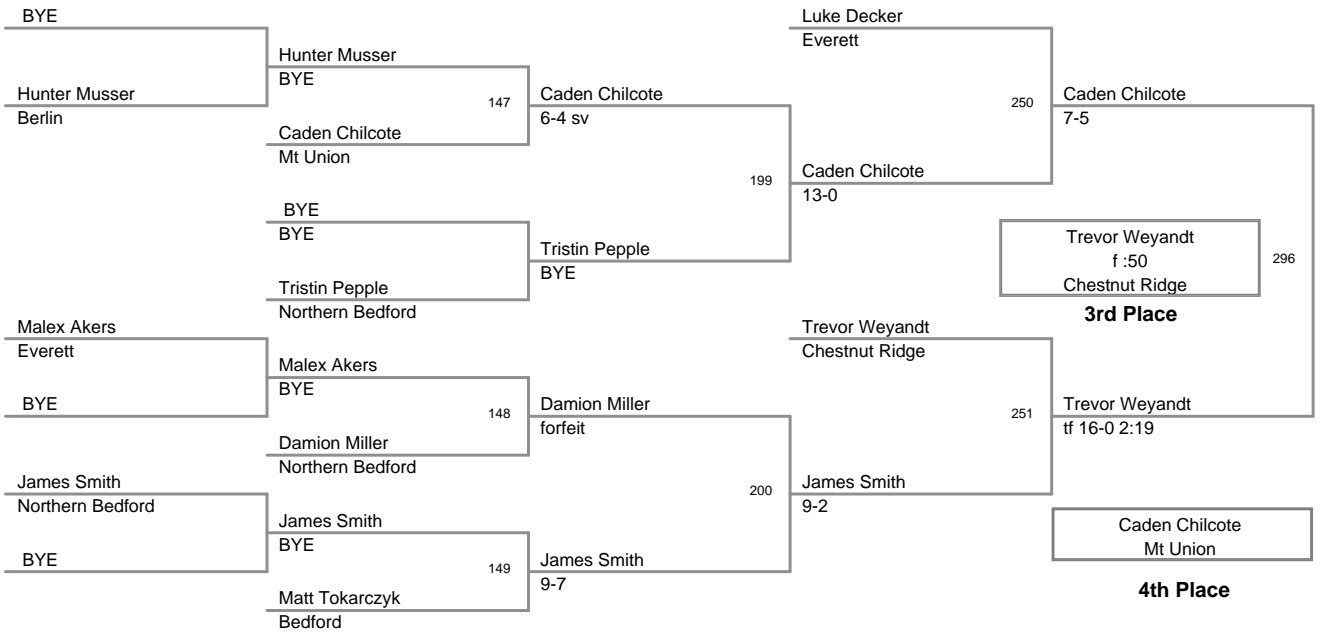 BYE
Hunter Musser
Berlin
Malex Akers
Everett
BYE
James Smith
Northern Bedford
BYE
Hunter Musser
BYE
147
Caden Chilcote
Mt Union
BYE
BYE
Tristin Pepple
Northern Bedford
Malex Akers
BYE
148
Damion Miller
Northern Bedford
James Smith
BYE
149
Matt Tokarczyk
Bedford
Caden Chilcote
6-4 sv
199
Tristin Pepple
BYE
Damion Miller
forfeit
200
James Smith
9-7
Luke Decker
Everett
250
Caden Chilcote
13-0
Trevor Weyandt
Chestnut Ridge
251
James Smith
9-2
Caden Chilcote
7-5
Trevor Weyandt
f :50
Chestnut Ridge
296
3rd Place
Trevor Weyandt
tf 16-0 2:19
Caden Chilcote
Mt Union
4th Place